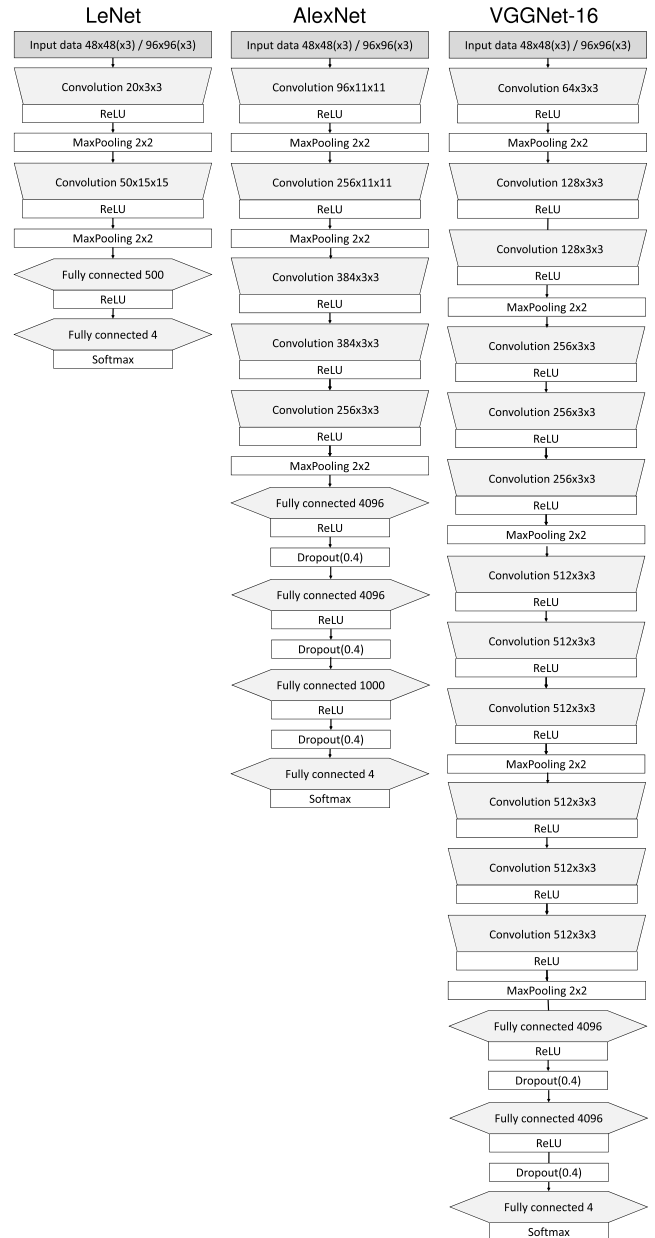 LeNet
Input data 48x48(x3) / 96x96(x3)
Convolution 20x3x3
ReLU
MaxPooling 2x2
Convolution 50x15x15
ReLU
MaxPooling 2x2
Fully connected 500
ReLU
Fully connected 4
Softmax
AlexNet
Input data 48x48(x3) / 96x96(x3)
Convolution 96x11x11
ReLU
MaxPooling 2x2
Convolution 256x11x11
ReLU
MaxPooling 2x2
Convolution 384x3x3
ReLU
Convolution 384x3x3
ReLU
Convolution 256x3x3
ReLU
MaxPooling 2x2
Fully connected 4096
ReLU
Dropout(0.4)
Fully connected 4096
ReLU
Dropout(0.4)
Fully connected 1000
ReLU
Dropout(0.4)
Fully connected 4
Softmax
VGGNet-16
Input data 48x48(x3) / 96x96(x3)
Convolution 64x3x3
ReLU
MaxPooling 2x2
Convolution 128x3x3
ReLU
Convolution 128x3x3
ReLU
MaxPooling 2x2
Convolution 256x3x3
ReLU
Convolution 256x3x3
ReLU
Convolution 256x3x3
ReLU
MaxPooling 2x2
Convolution 512x3x3
ReLU
Convolution 512x3x3
ReLU
Convolution 512x3x3
ReLU
MaxPooling 2x2
Convolution 512x3x3
ReLU
Convolution 512x3x3
ReLU
Convolution 512x3x3
ReLU
MaxPooling 2x2
Fully connected 4096
ReLU
Dropout(0.4)
Fully connected 4096
ReLU
Dropout(0.4)
Fully connected 4
Softmax